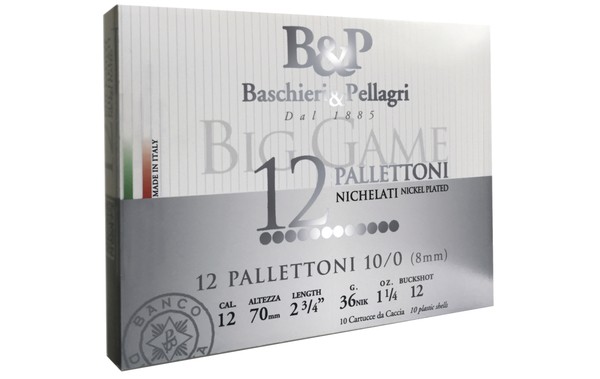 B&P
Baschieri & Pellagri
Dal 1885
BIG GAME
12 PALLETTONI
NICHELATI NICKEL PLATED
MADE IN ITALY
12 PALLETTONI 10/0 (8mm)
CAL. ALTEZZA LENGTH G. OZ. BUCKSHOT
12 70mm 2 3/4” 36NIK 1 1/4 12
10 Cartucce da Caccia 10 plastic shells
BANCO